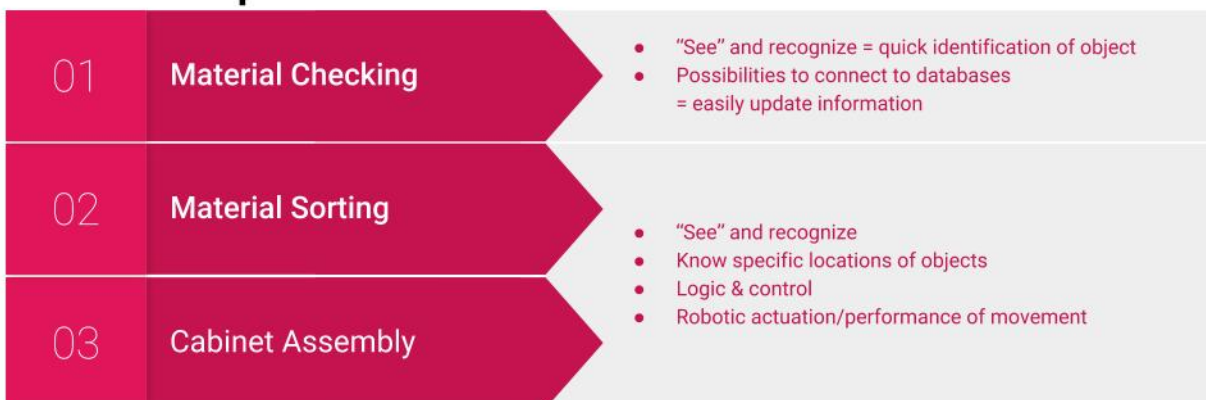 01
Material Checking
● “See” and recognize = quick identification of object
● Possibilities to connect to databases
= easily update information
02
Material Sorting
03
Cabinet Assembly
● “See” and recognize
● Know specific locations of objects
● Logic & control
● Robotic actuation/performance of movement